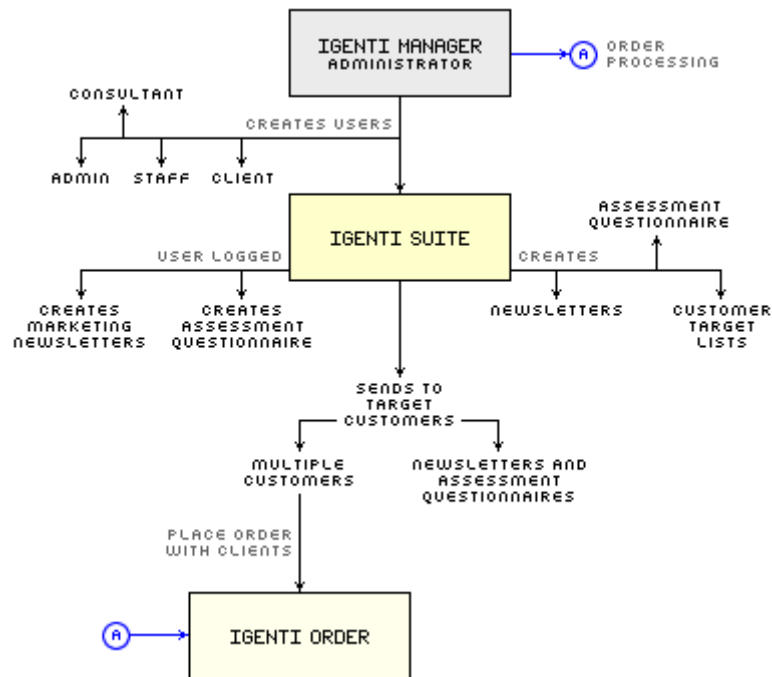 IGENTI MANAGER
ADMINISTRATOR
A
ORDER
PROCESSING
CONSULTANT
CREATES USERS
ADMIN
STAFF
CLIENT
ASSESSMENT
QUESTIONNAIRE
IGENTI SUITE
USER LOGGED
CREATES
CREATES
MARKETING
NEWSLETTERS
CREATES
ASSESSMENT
QUESTIONNAIRE
NEWSLETTERS
CUSTOMER
TARGET
LISTS
SENDS TO
TARGET
CUSTOMERS
MULTIPLE
CUSTOMERS
NEWSLETTERS AND
ASSESSMENT
QUESTIONNAIRES
PLACE ORDER
WITH CLIENTS
A
IGENTI ORDER